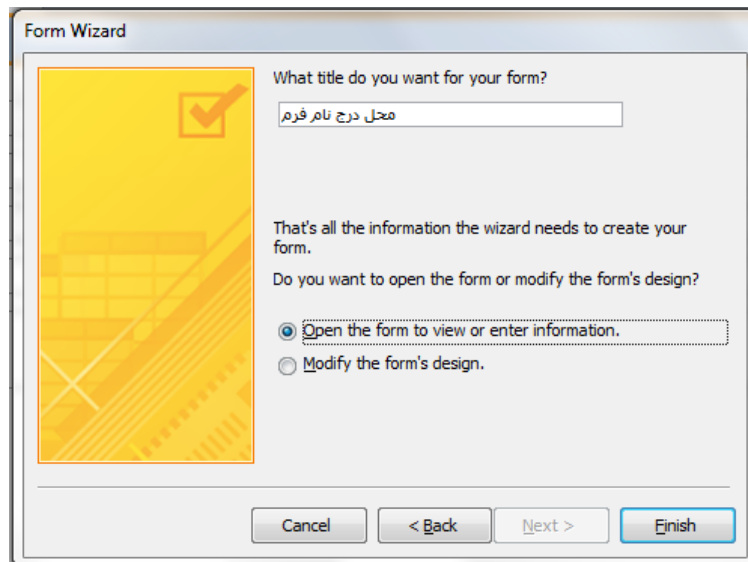 Form Wizard
What title do you want for your form?
محل درج نام فرم
That's all the information the wizard needs to create your
form.
Do you want to open the form or modify the form's design?
Open the form to view or enter information.
Modify the form's design.
Cancel
< Back
Next >
Finish